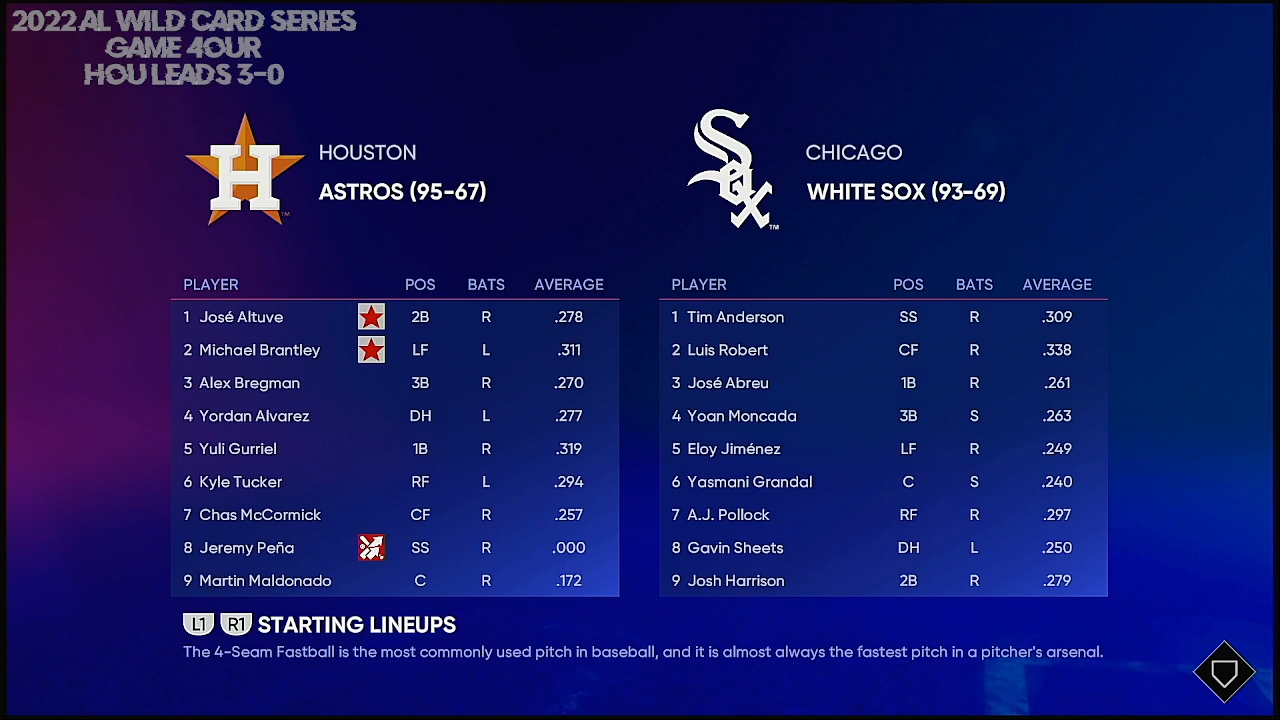 2022 AL WILD CARD SERIES
GAME 4OUR
HOU LEADS 3-0
H
TM
HOUSTON
ASTROS (95-67)
Sox
TM
CHICAGO
WHITE SOX (93-69)
PLAYER POS BATS AVERAGE
1 José Altuve 2B R .278
2 Michael Brantley LF L .311
3 Alex Bregman 3B R .270
4 Yordan Alvarez DH L .277
5 Yuli Gurriel 1B R .319
6 Kyle Tucker RF L .294
7 Chas McCormick CF R .257
8 Jeremy Peña SS R .000
9 Martin Maldonado C R .172
PLAYER POS BATS AVERAGE
1 Tim Anderson SS R .309
2 Luis Robert CF R .338
3 José Abreu 1B R .261
4 Yoan Moncada 3B S .263
5 Eloy Jiménez LF R .249
6 Yasmani Grandal C S .240
7 A.J. Pollock RF R .297
8 Gavin Sheets DH L .250
9 Josh Harrison 2B R .279
L1 R1 STARTING LINEUPS
The 4-Seam Fastball is the most commonly used pitch in baseball, and it is almost always the fastest pitch in a pitcher's arsenal.